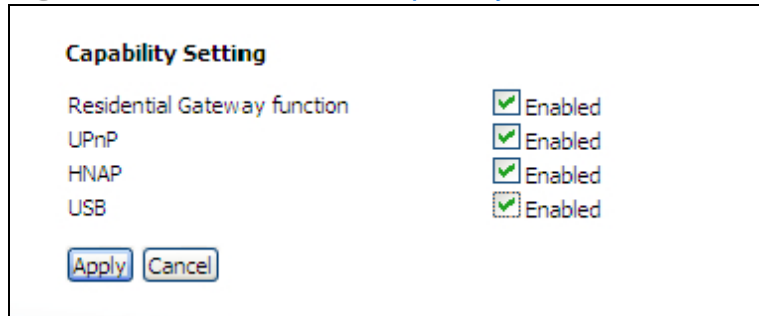 Capability Setting
Residential Gateway function Enabled
UPnP Enabled
HNAP Enabled
USB Enabled
Apply Cancel